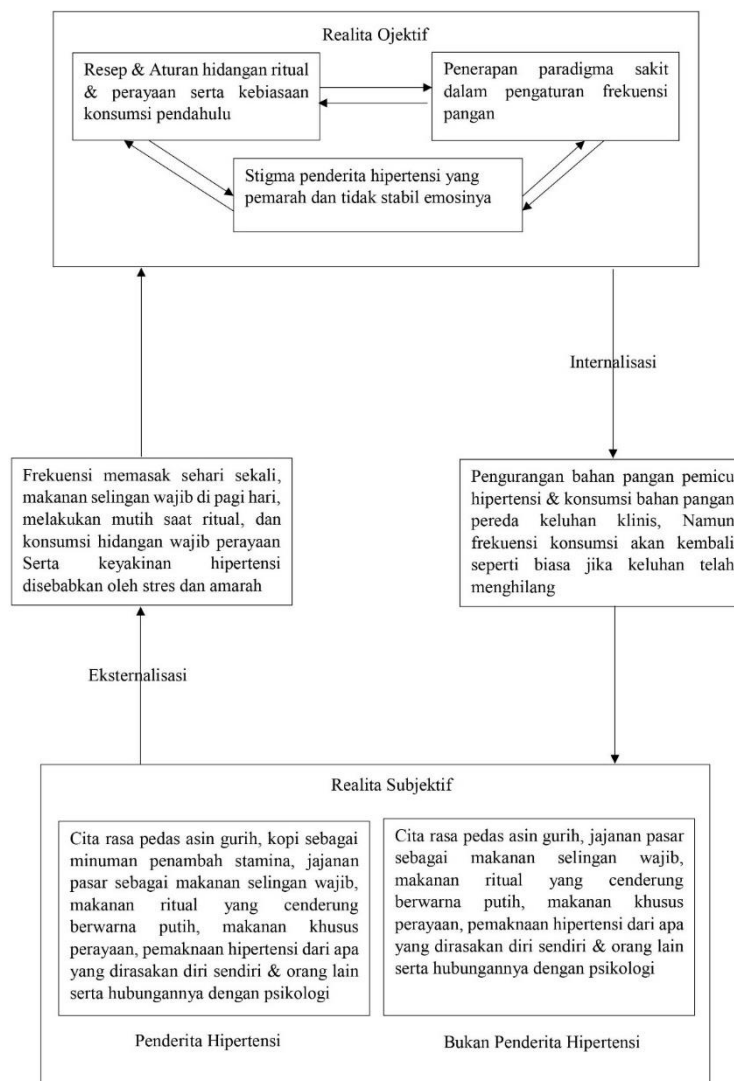 Realita Ojektif
Resep & Aturan hidangan ritual
& perayaan serta kebiasaan
konsumsi pendahulu
Penerapan paradigma sakit
dalam pengaturan frekuensi
pangan
Stigma penderita hipertensi yang
pemarah dan tidak stabil emosinya
Internalisasi
Frekuensi memasak sehari sekali,
makanan selingan wajib di pagi hari,
melakukan mutih saat ritual, dan
konsumsi hidangan wajib perayaan
Serta keyakinan hipertensi
disebabkan oleh stres dan amarah
Pengurangan bahan pangan pemicu
hipertensi & konsumsi bahan pangan
pereda keluhan klinis, Namun
frekuensi konsumsi akan kembali
seperti biasa jika keluhan telah
menghilang
Eksternalisasi
Realita Subjektif
Cita rasa pedas asin gurih, kopi sebagai
minuman penambah stamina, jajanan
pasar sebagai makanan selingan wajib,
makanan ritual yang cenderung
berwarna putih, makanan khusus
perayaan, pemaknaan hipertensi dari apa
yang dirasakan diri sendiri & orang lain
serta hubungannya dengan psikologi
Cita rasa pedas asin gurih, jajanan pasar
sebagai makanan selingan wajib,
makanan ritual yang cenderung
berwarna putih, makanan khusus
perayaan, pemaknaan hipertensi dari apa
yang dirasakan diri sendiri & orang lain
serta hubungannya dengan psikologi
Penderita Hipertensi
Bukan Penderita Hipertensi